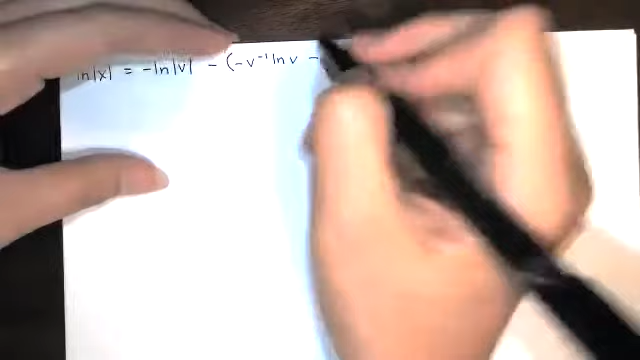 ln|x| = -ln|v| - (-v⁻¹ ln v -